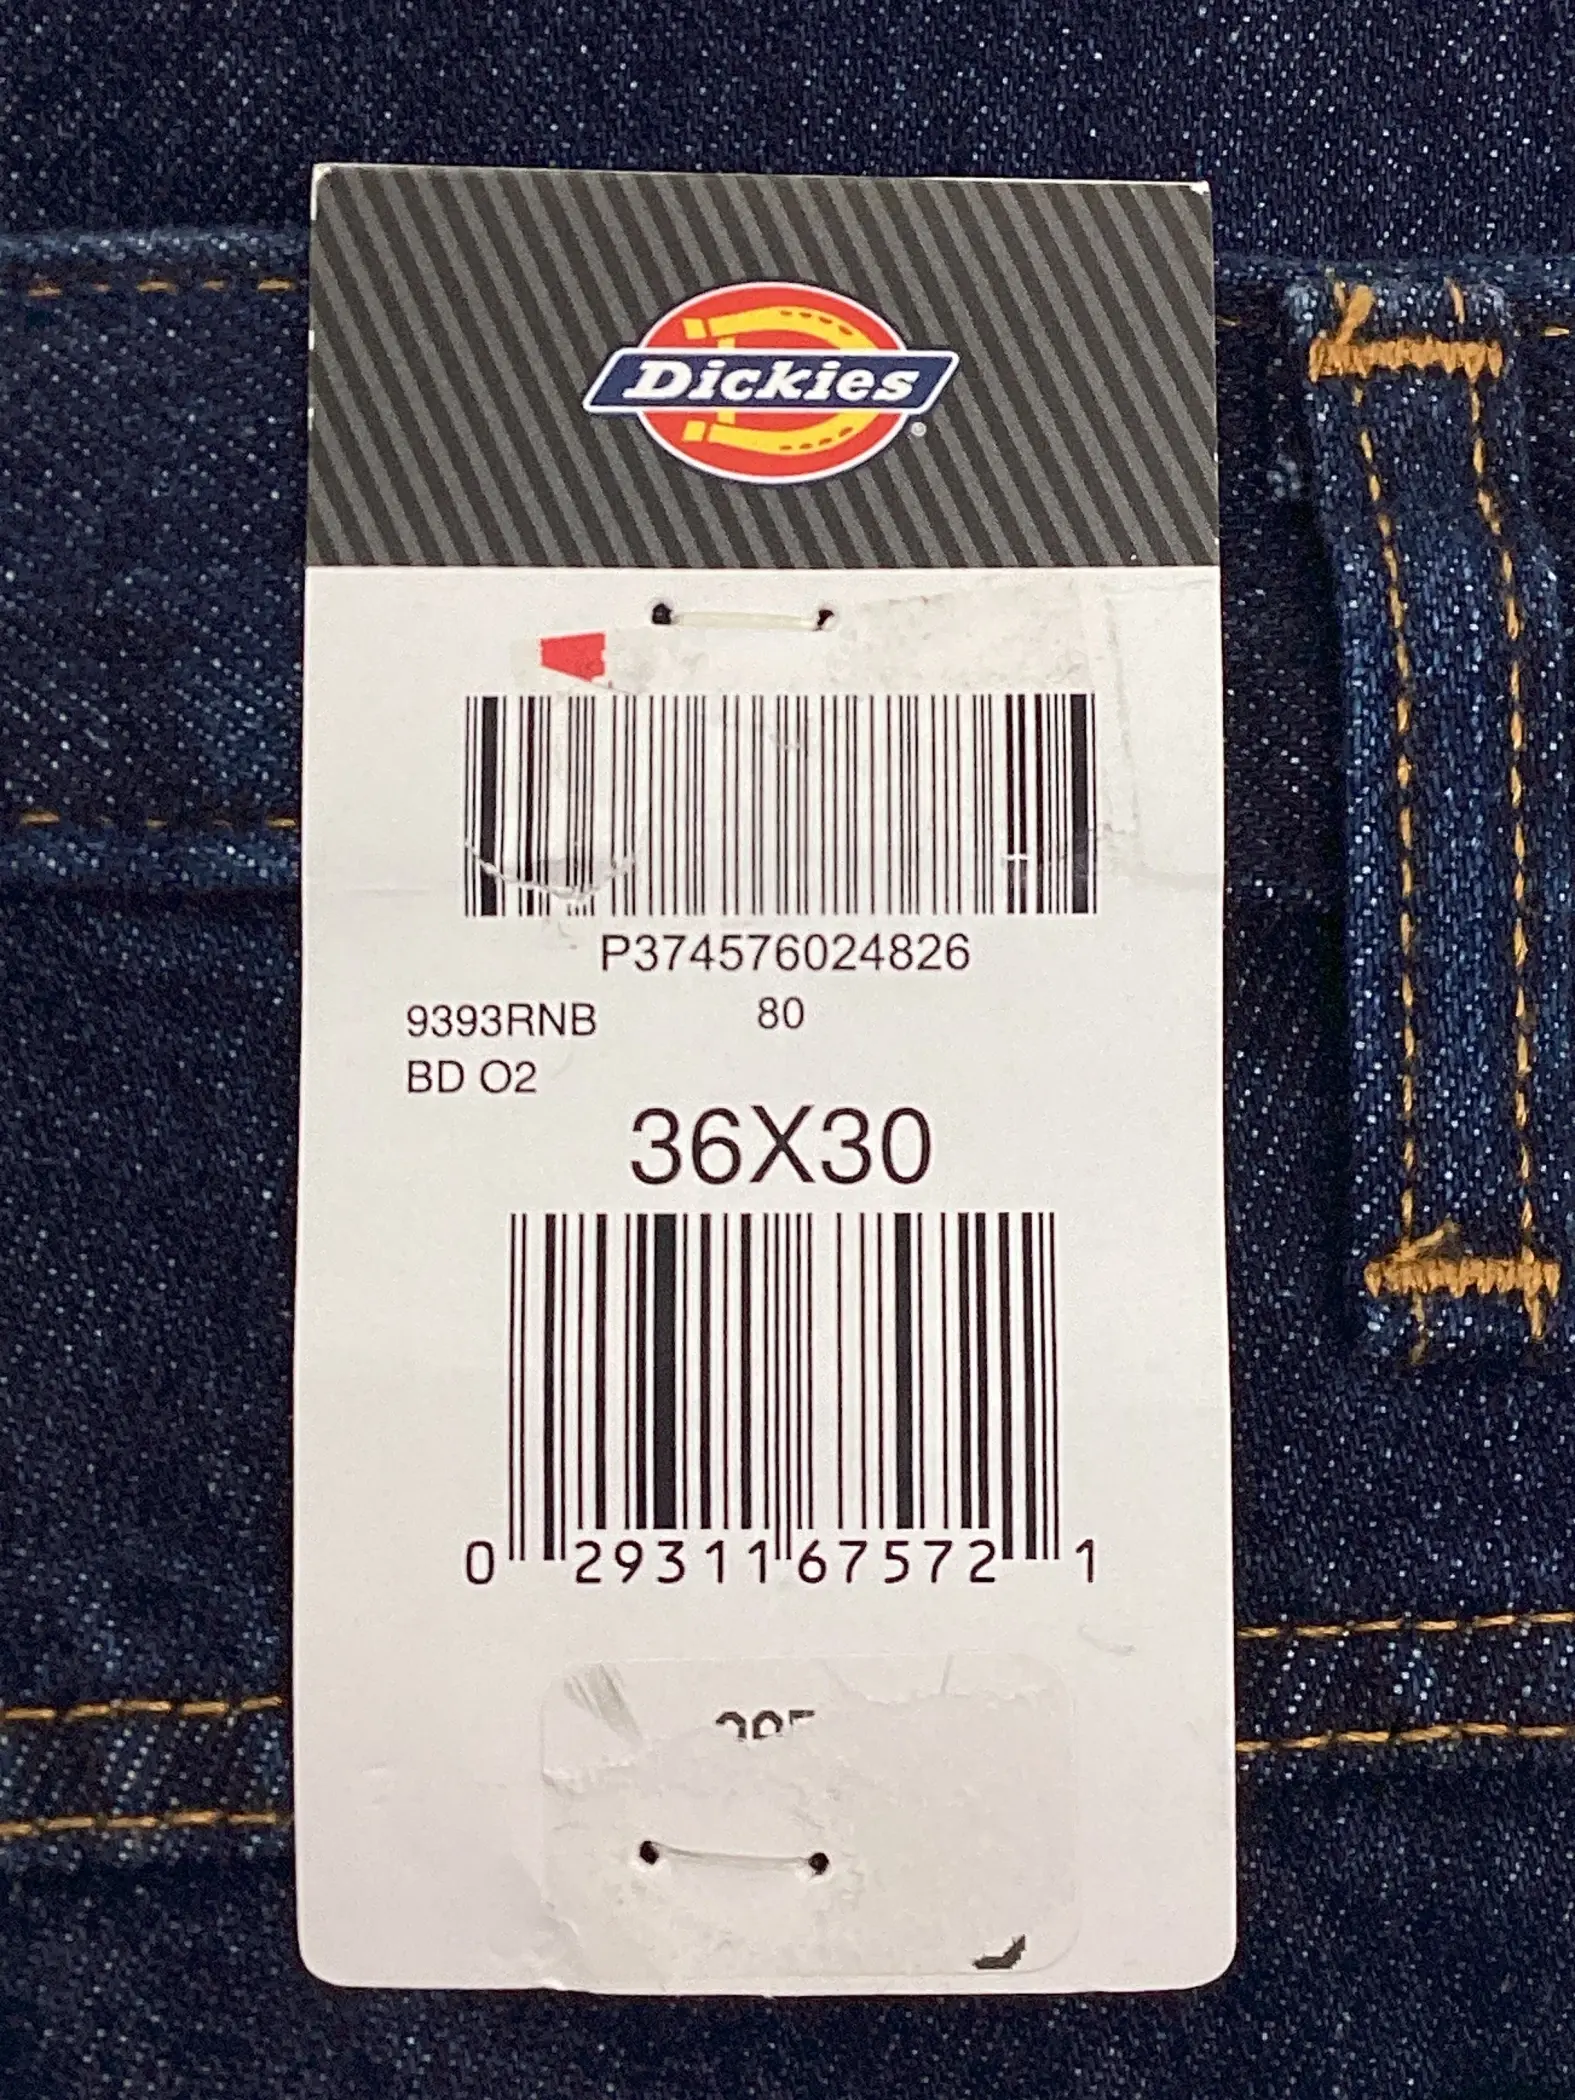 Dickies®
P374576024826
9393RNB 80
BD O2
36X30
0 29311 67572 1